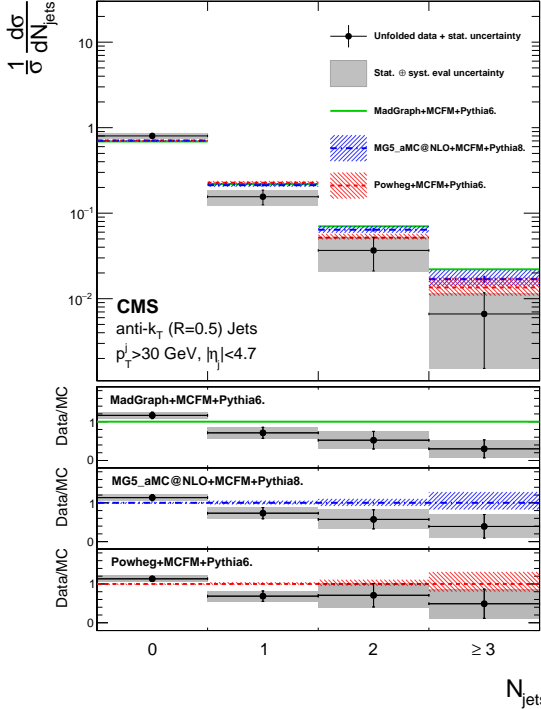 1/σ dσ/dN_jets
10
1
10⁻¹
10⁻²
Unfolded data + stat. uncertainty
Stat. ⊕ syst. eval uncertainty
MadGraph+MCFM+Pythia6.
MG5_aMC@NLO+MCFM+Pythia8.
Powheg+MCFM+Pythia6.
CMS
anti-k_T (R=0.5) Jets
p_T^j>30 GeV, |η_j|<4.7
Data/MC
MadGraph+MCFM+Pythia6.
1
0
Data/MC
MG5_aMC@NLO+MCFM+Pythia8.
1
0
Data/MC
Powheg+MCFM+Pythia6.
1
0
0 1 2 ≥ 3
N_jets